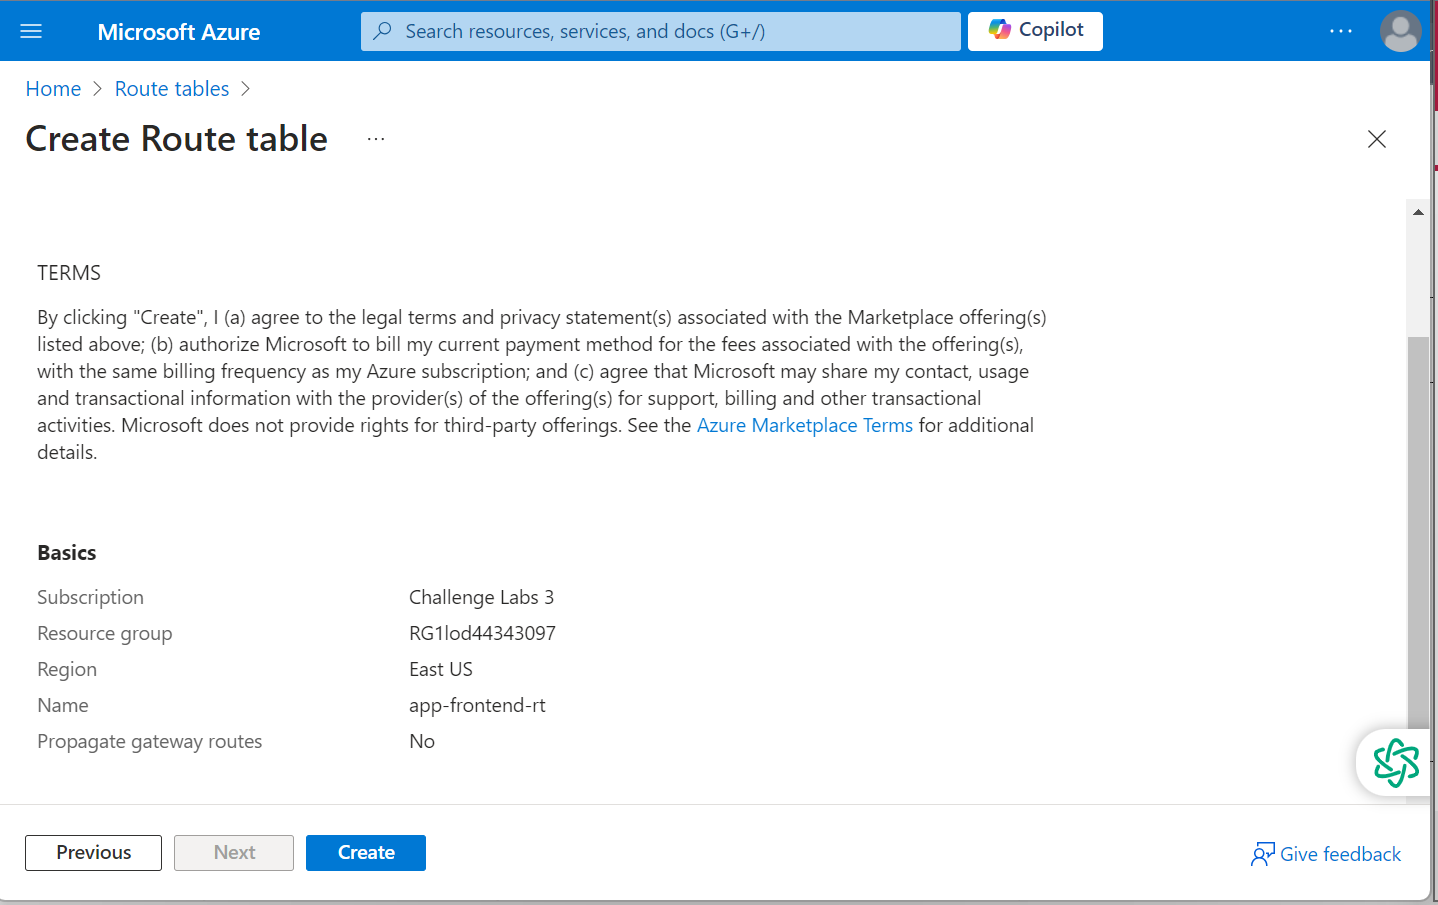 Microsoft Azure
Search resources, services, and docs (G+/)
Copilot
Home > Route tables >
Create Route table ...
TERMS
By clicking "Create", I (a) agree to the legal terms and privacy statement(s) associated with the Marketplace offering(s)
listed above; (b) authorize Microsoft to bill my current payment method for the fees associated with the offering(s),
with the same billing frequency as my Azure subscription; and (c) agree that Microsoft may share my contact, usage
and transactional information with the provider(s) of the offering(s) for support, billing and other transactional
activities. Microsoft does not provide rights for third-party offerings. See the Azure Marketplace Terms for additional
details.
Basics
Subscription Challenge Labs 3
Resource group RG1lod44343097
Region East US
Name app-frontend-rt
Propagate gateway routes No
Previous Next Create Give feedback